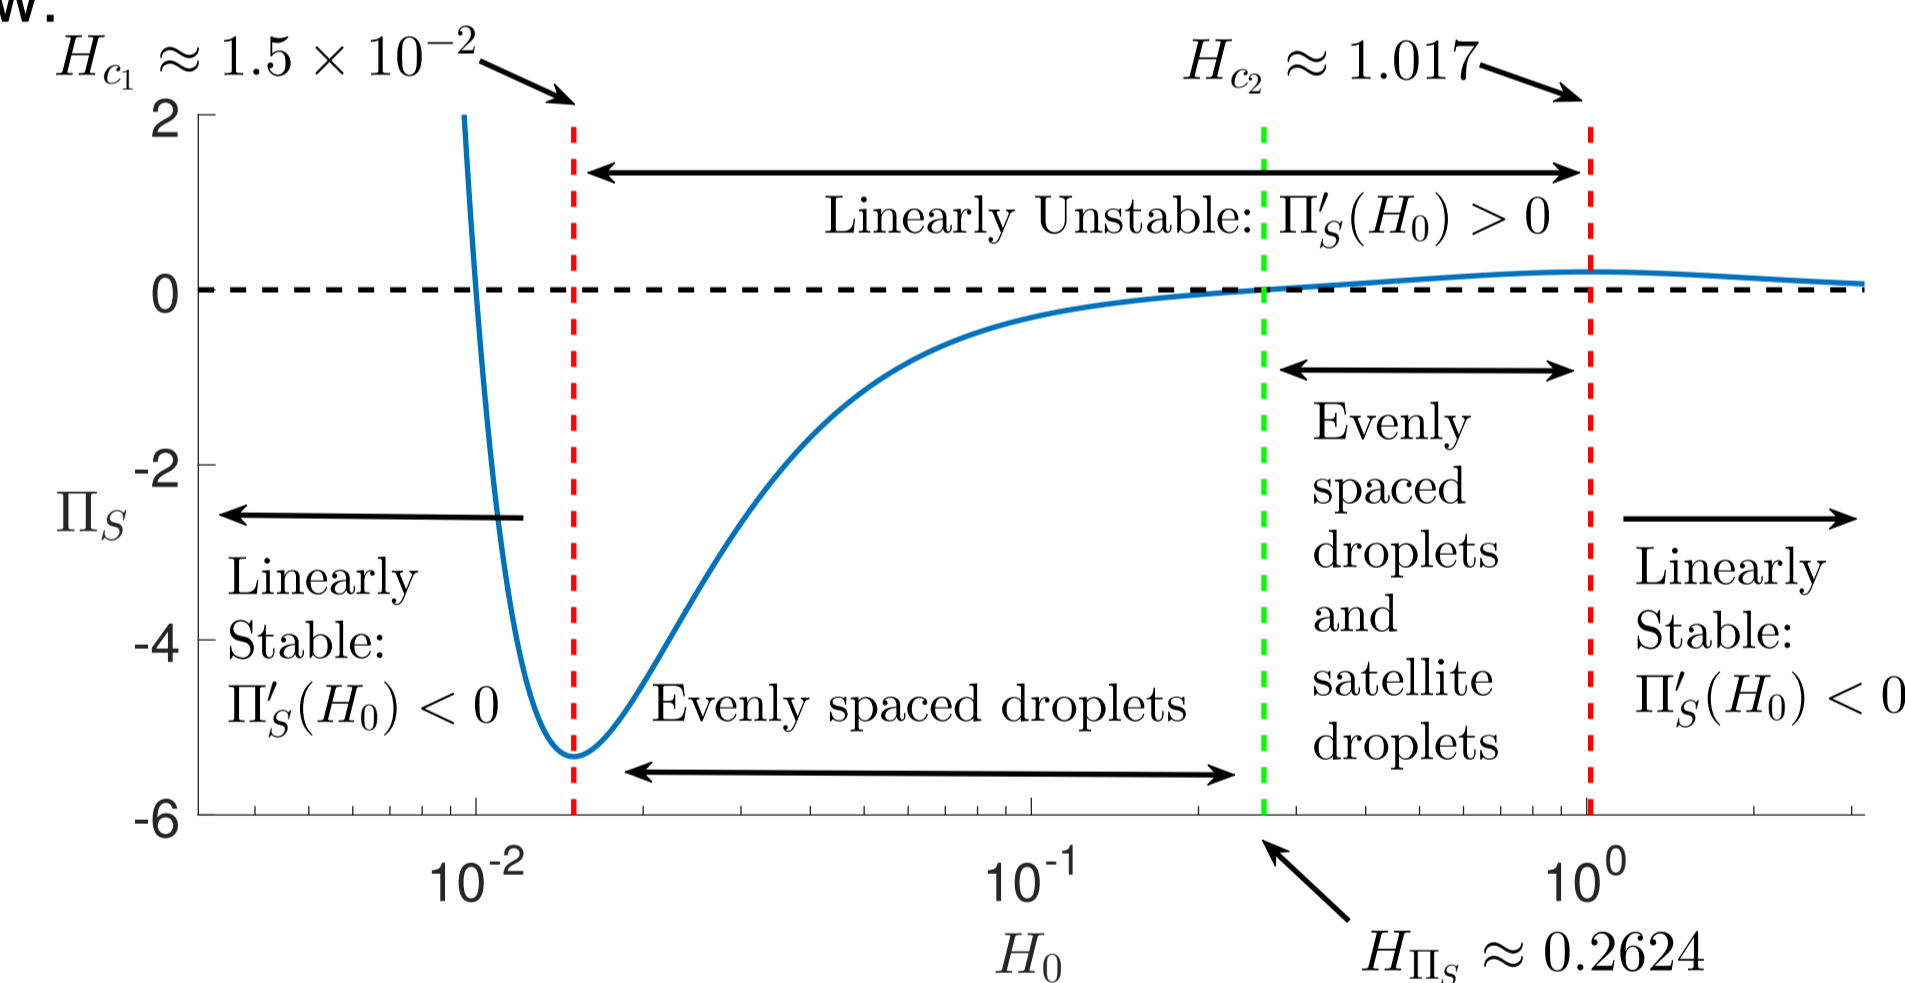 w.
H_{c_1} ≈ 1.5 × 10^{-2}
H_{c_2} ≈ 1.017
2
0
-2
-4
-6
Π_S
Linearly Unstable: Π′_S(H_0) > 0
Linearly
Stable:
Π′_S(H_0) < 0
Evenly spaced droplets
Evenly
spaced
droplets
and
satellite
droplets
Linearly
Stable:
Π′_S(H_0) < 0
10^{-2}
10^{-1}
10^{0}
H_0
H_{Π_S} ≈ 0.2624